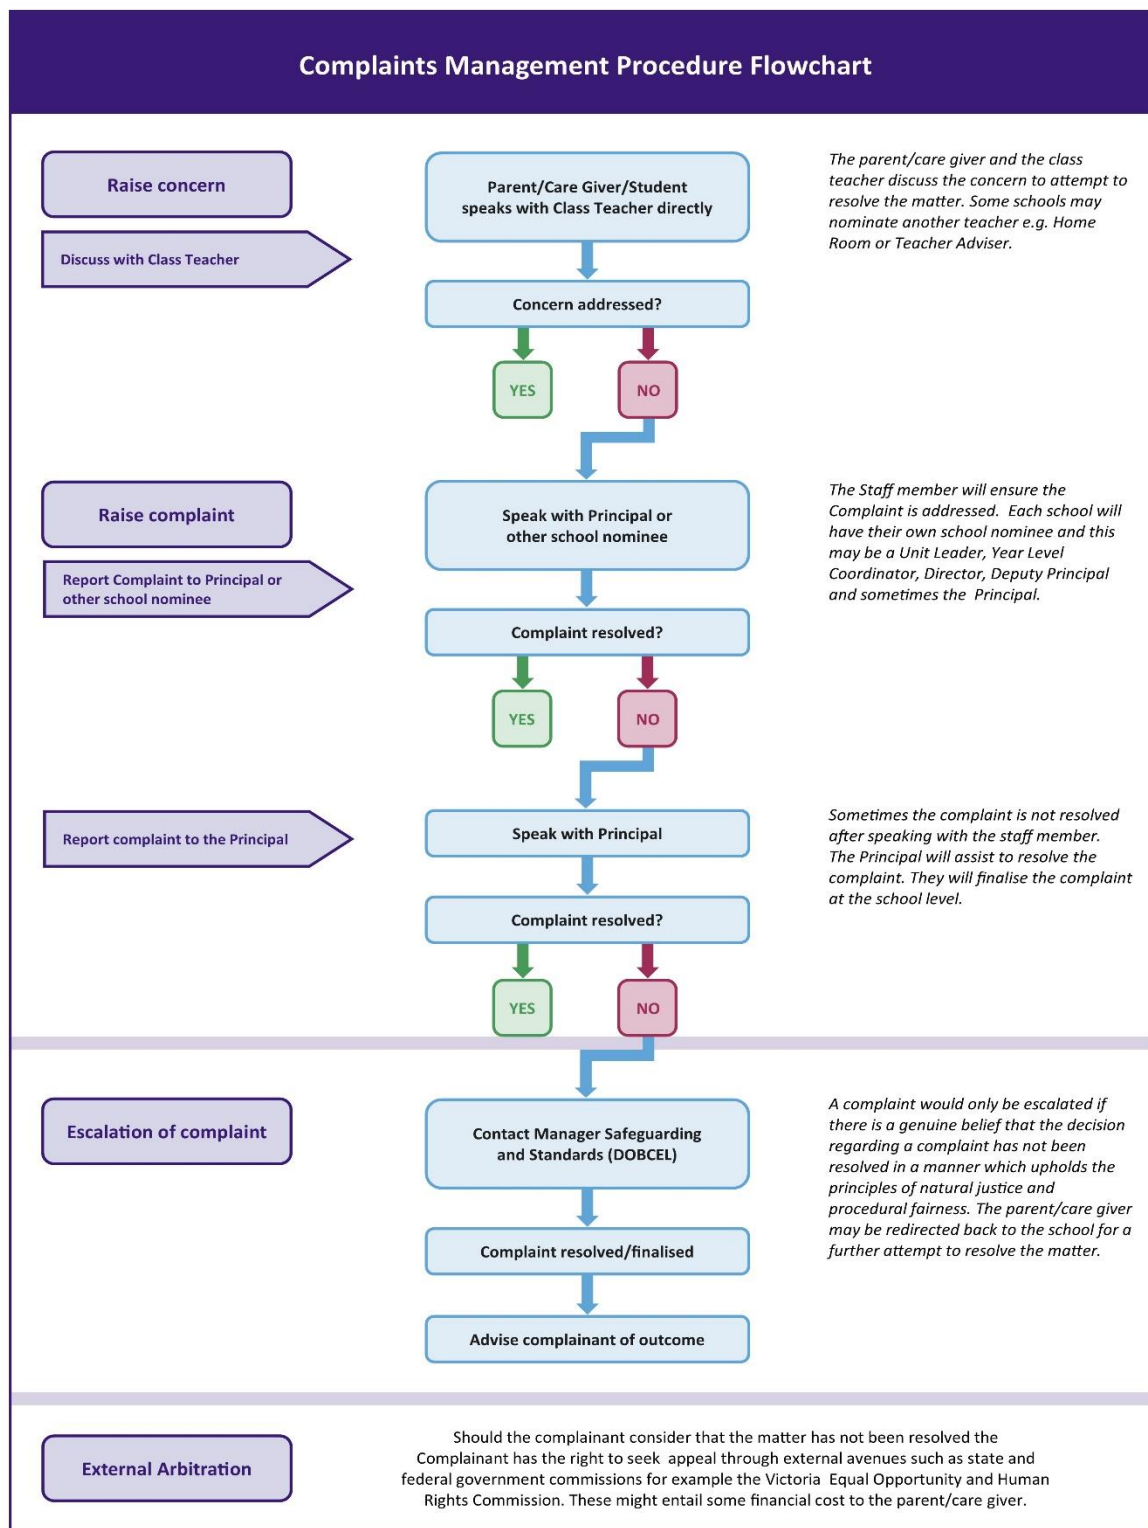 Complaints Management Procedure Flowchart
Raise concern
Discuss with Class Teacher
Parent/Care Giver/Student
speaks with Class Teacher directly
The parent/care giver and the class
teacher discuss the concern to attempt to
resolve the matter. Some schools may
nominate another teacher e.g. Home
Room or Teacher Adviser.
Concern addressed?
YES
NO
Raise complaint
Report Complaint to Principal or
other school nominee
Speak with Principal or
other school nominee
The Staff member will ensure the
Complaint is addressed.  Each school will
have their own school nominee and this
may be a Unit Leader, Year Level
Coordinator, Director, Deputy Principal
and sometimes the  Principal.
Complaint resolved?
YES
NO
Report complaint to the Principal
Speak with Principal
Sometimes the complaint is not resolved
after speaking with the staff member.
The Principal will assist to resolve the
complaint. They will finalise the complaint
at the school level.
Complaint resolved?
YES
NO
Escalation of complaint
Contact Manager Safeguarding
and Standards (DOBCEL)
A complaint would only be escalated if
there is a genuine belief that the decision
regarding a complaint has not been
resolved in a manner which upholds the
principles of natural justice and
procedural fairness. The parent/care giver
may be redirected back to the school for a
further attempt to resolve the matter.
Complaint resolved/finalised
Advise complainant of outcome
External Arbitration
Should the complainant consider that the matter has not been resolved the
Complainant has the right to seek  appeal through external avenues such as state and
federal government commissions for example the Victoria  Equal Opportunity and Human
Rights Commission. These might entail some financial cost to the parent/care giver.